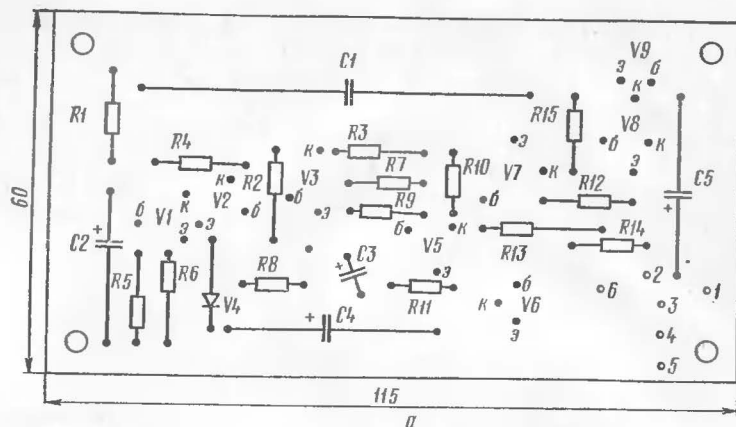 C1
V9
э
б
к
R1
R4
R3
R15
V8
э
б
к
к
R2
V3
к
R7
R10
V7
к
э
R12
C5
+
60
б
V1
V2
б
э
R9
б
+
C2
э
э
б
V5
к
R13
R14
R5
R6
R8
+
C3
э
б
6
2
1
V4
R11
к
V6
3
+
C4
э
4
5
115
а